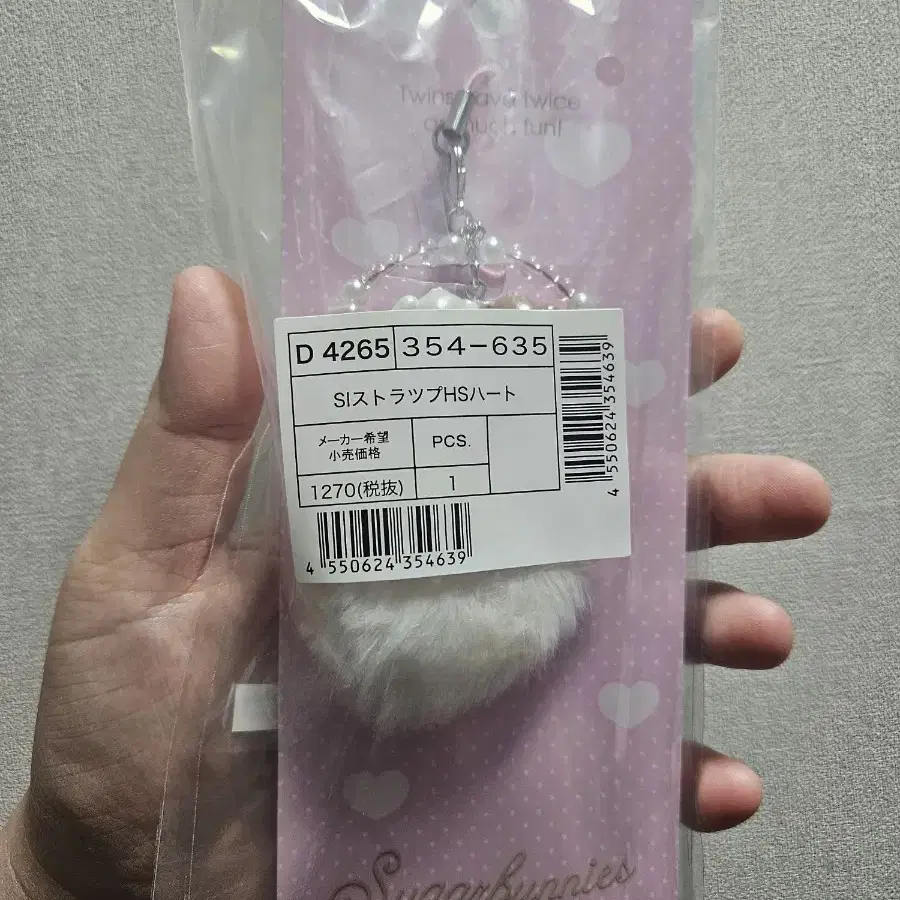 Twins have twice
as much fun!
D 4265 354-635
SIストラツプHSハート
メーカー希望
小売価格
PCS.
1270(税抜) 1
4 550624 354639
4 550624 354639
Sugarbunnies